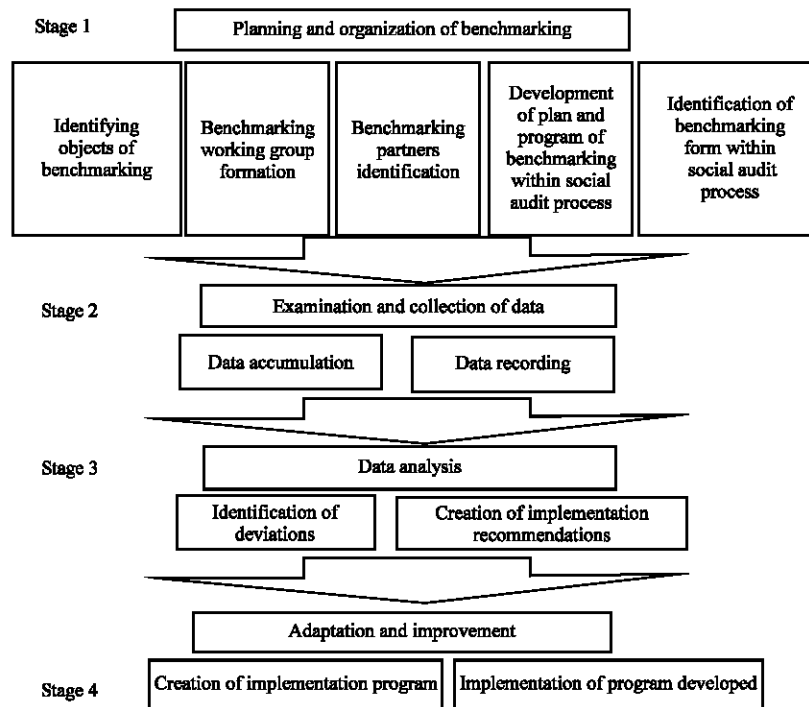 Stage 1
Planning and organization of benchmarking
Identifying
objects of
benchmarking
Benchmarking
working group
formation
Benchmarking
partners
identification
Development
of plan and
program of
benchmarking
within social
audit process
Identification of
benchmarking
form within
social audit
process
Stage 2
Examination and collection of data
Data accumulation
Data recording
Stage 3
Data analysis
Identification of
deviations
Creation of implementation
recommendations
Adaptation and improvement
Stage 4
Creation of implementation program
Implementation of program developed